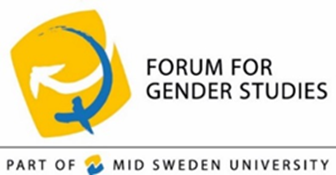 FORUM FOR
GENDER STUDIES
PART OF MID SWEDEN UNIVERSITY